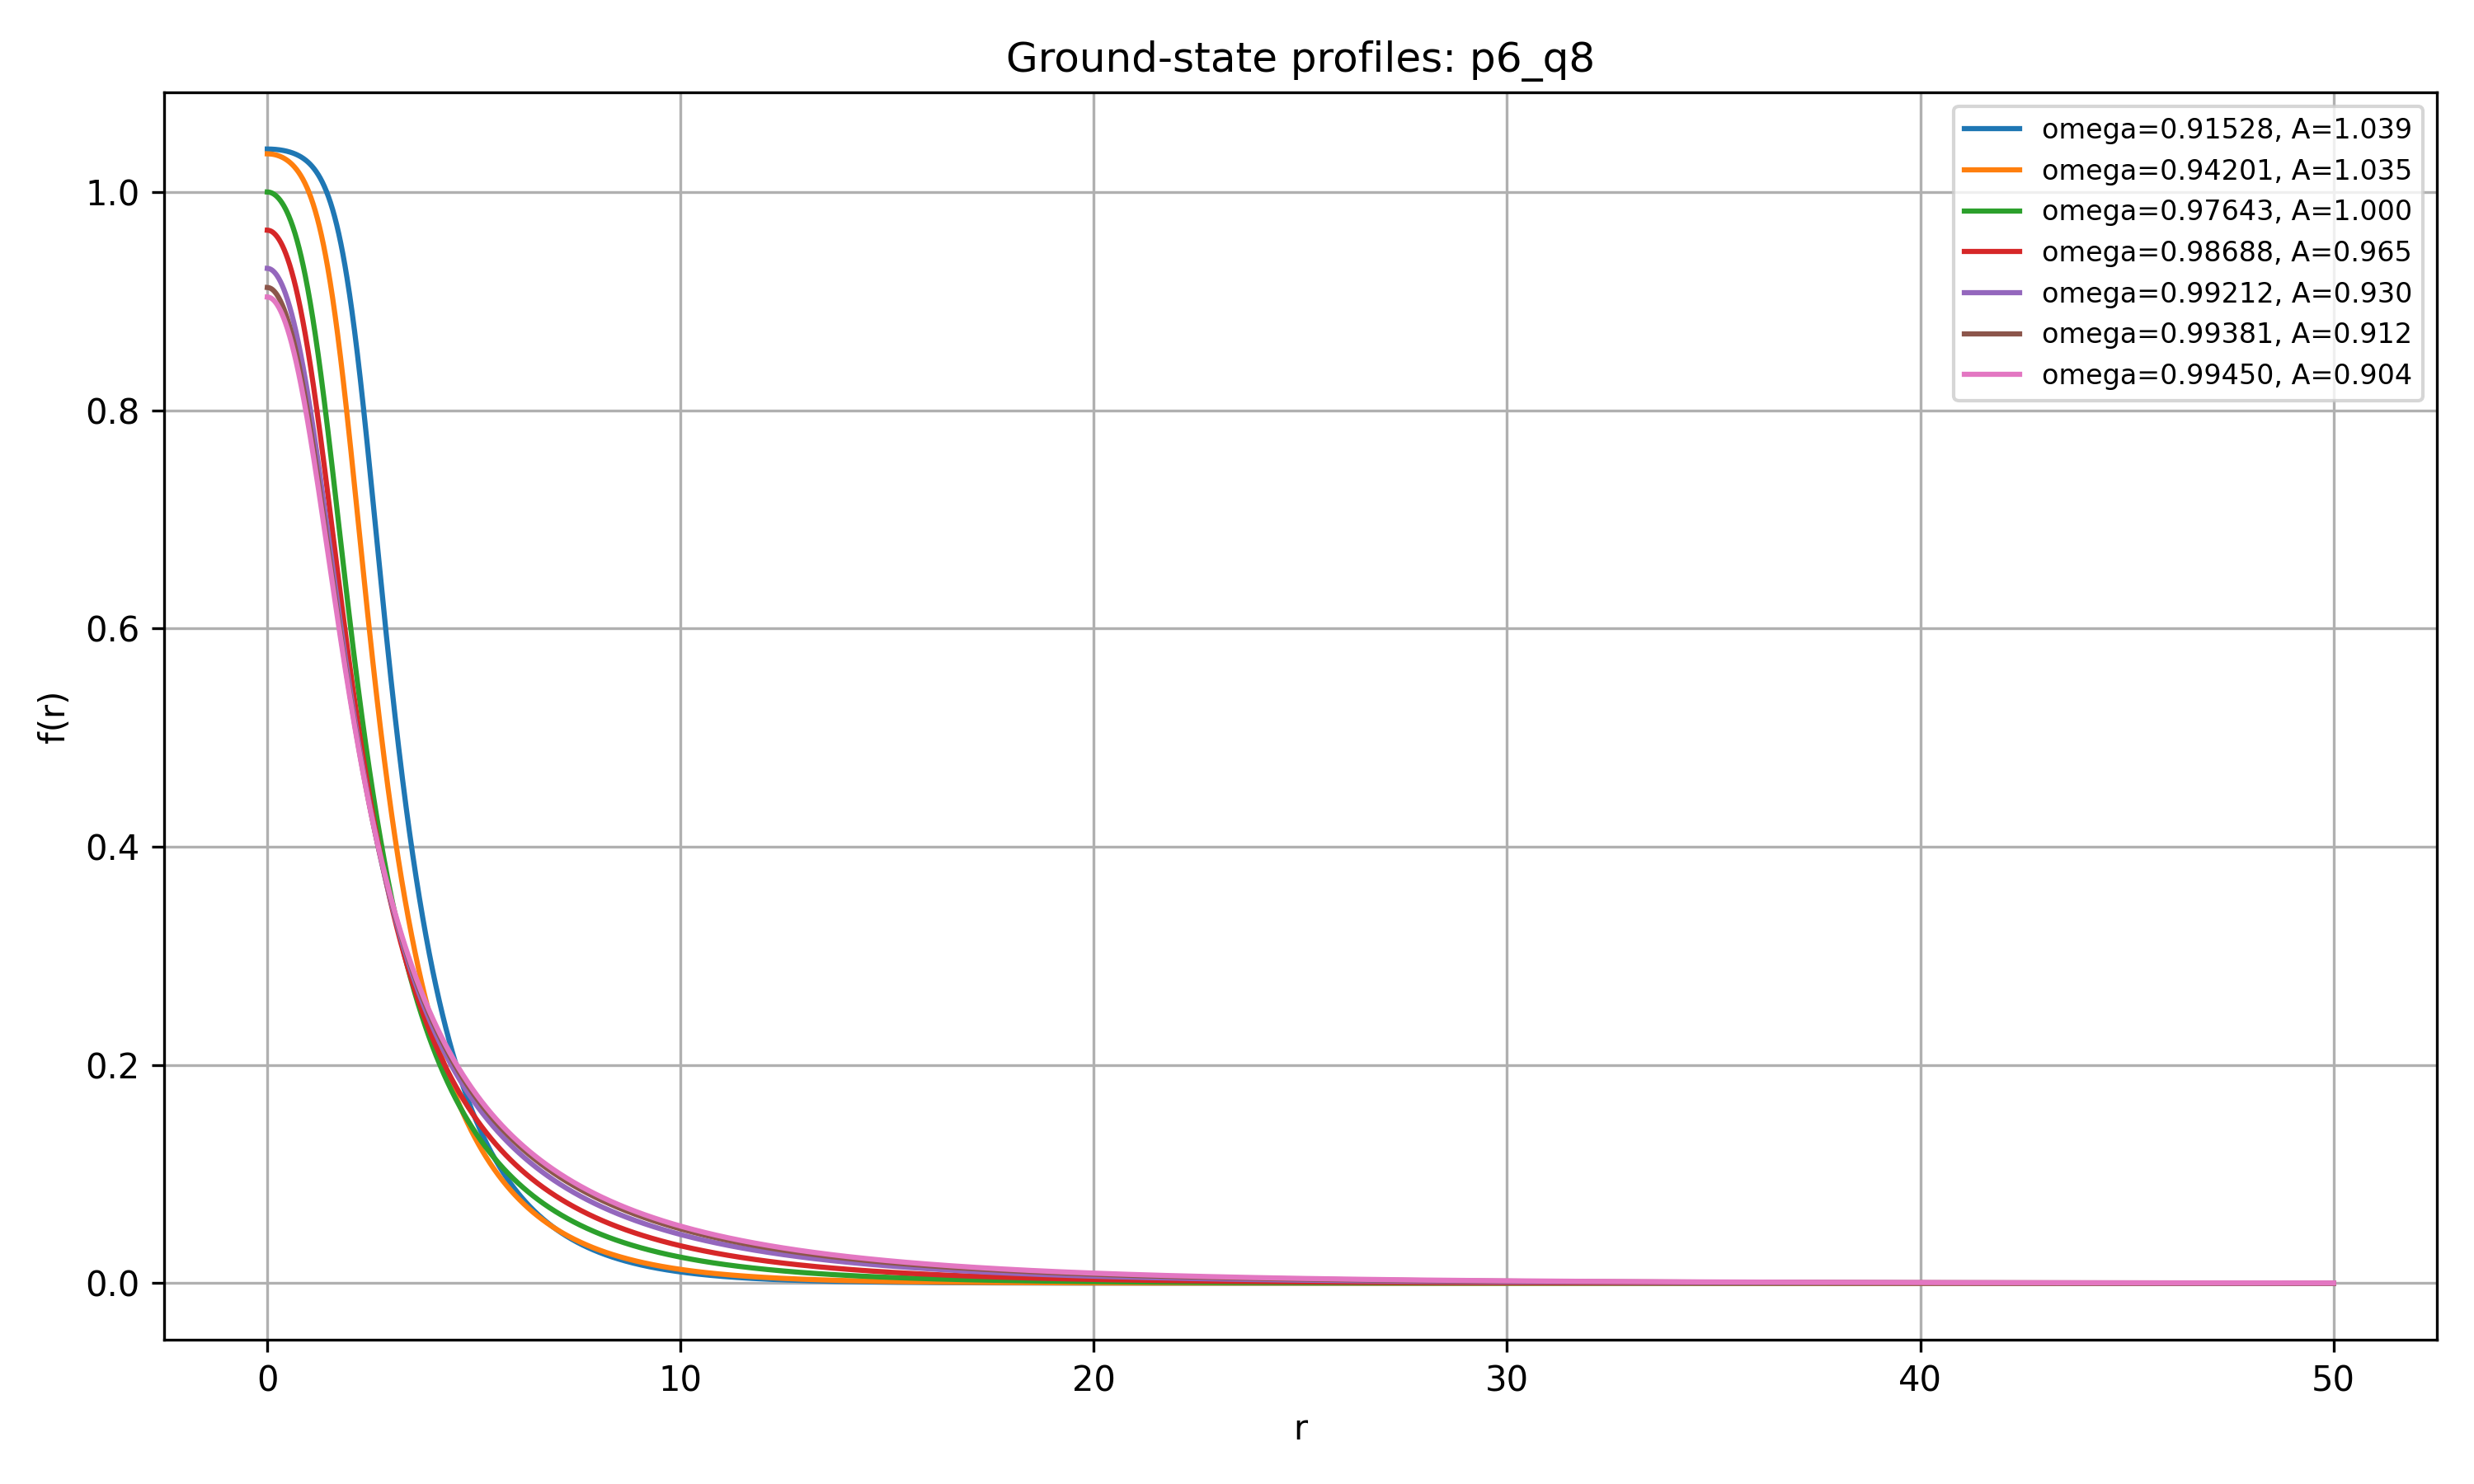 Ground-state profiles: p6_q8
omega=0.91528, A=1.039
omega=0.94201, A=1.035
omega=0.97643, A=1.000
omega=0.98688, A=0.965
omega=0.99212, A=0.930
omega=0.99381, A=0.912
omega=0.99450, A=0.904
1.0
0.8
0.6
0.4
0.2
0.0
f(r)
0 10 20 30 40 50
r